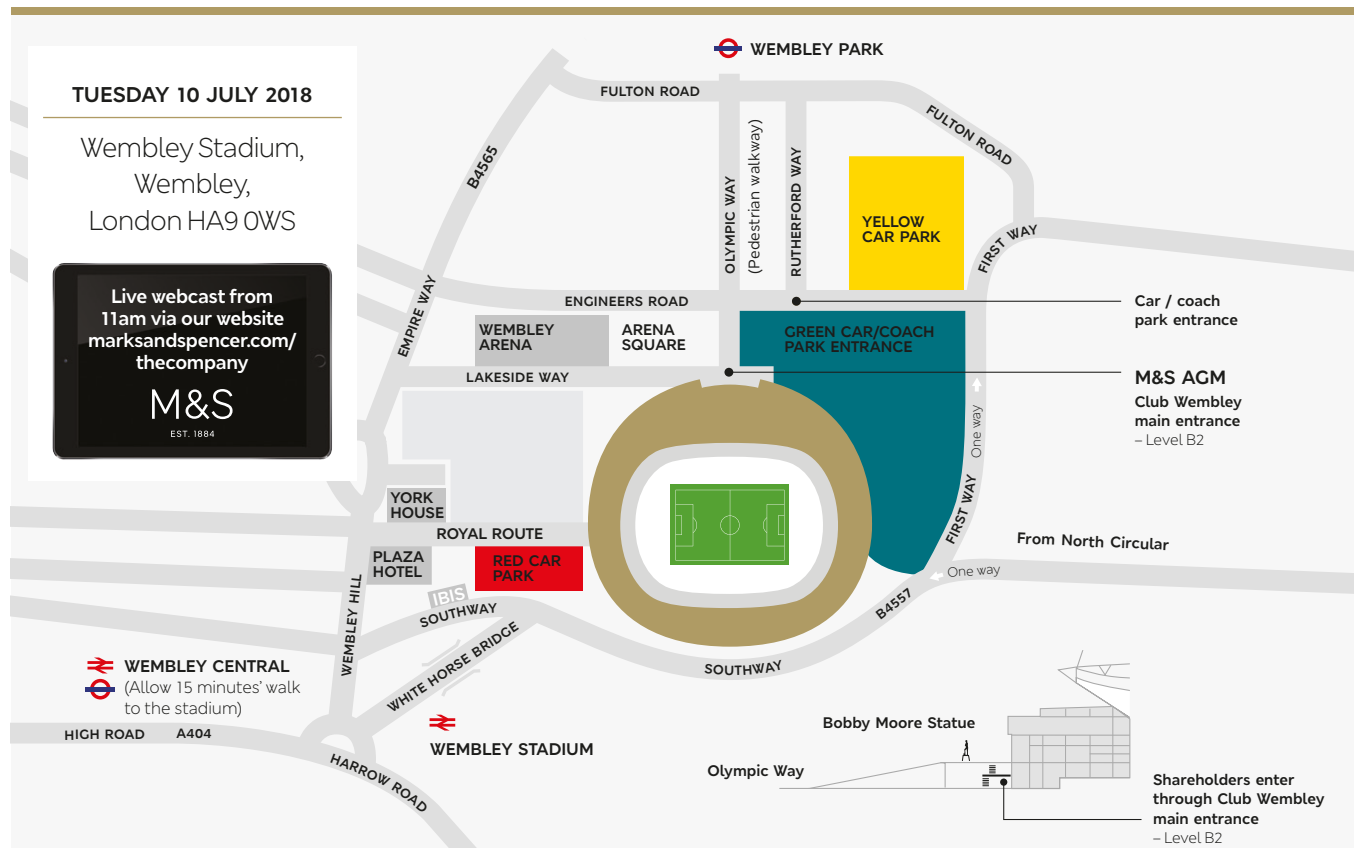 TUESDAY 10 JULY 2018
Wembley Stadium,
Wembley,
London HA9 0WS
Live webcast from
11am via our website
marksandspencer.com/
thecompany
M&S
EST. 1884
WEMBLEY PARK
FULTON ROAD
FULTON ROAD
B4565
OLYMPIC WAY
(Pedestrian walkway)
RUTHERFORD WAY
YELLOW
CAR PARK
FIRST WAY
EMPIRE WAY
ENGINEERS ROAD
Car / coach
park entrance
WEMBLEY
ARENA
ARENA
SQUARE
GREEN CAR/COACH
PARK ENTRANCE
LAKESIDE WAY
M&S AGM
Club Wembley
main entrance
– Level B2
One way
FIRST WAY
YORK
HOUSE
ROYAL ROUTE
From North Circular
One way
PLAZA
HOTEL
RED CAR
PARK
IBIS
SOUTHWAY
B4557
WEMBLEY HILL
WHITE HORSE BRIDGE
SOUTHWAY
WEMBLEY CENTRAL
(Allow 15 minutes’ walk
to the stadium)
HIGH ROAD A404
WEMBLEY STADIUM
HARROW ROAD
Bobby Moore Statue
Olympic Way
Shareholders enter
through Club Wembley
main entrance
– Level B2